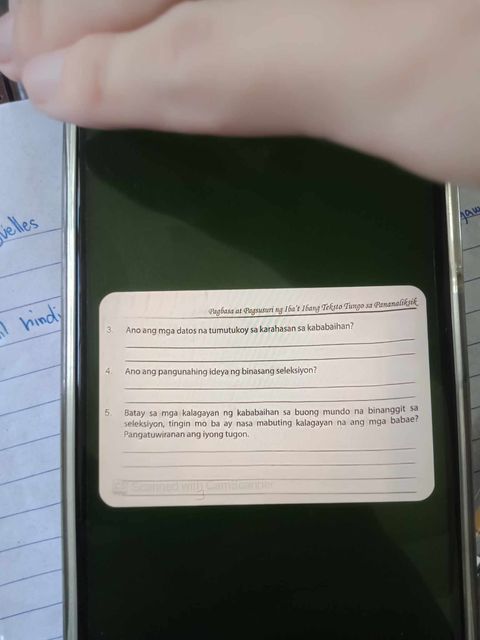 uelles
hindi
Pagbasa at Pagsusuri ng Iba't Ibang Teksto Tungo sa Pananaliksik
3. Ano ang mga datos na tumutukoy sa karahasan sa kababaihan?
4. Ano ang pangunahing ideya ng binasang seleksiyon?
5. Batay sa mga kalagayan ng kababaihan sa buong mundo na binanggit sa
seleksiyon, tingin mo ba ay nasa mabuting kalagayan na ang mga babae?
Pangatuwiranan ang iyong tugon.
CS Scanned with CamScanner